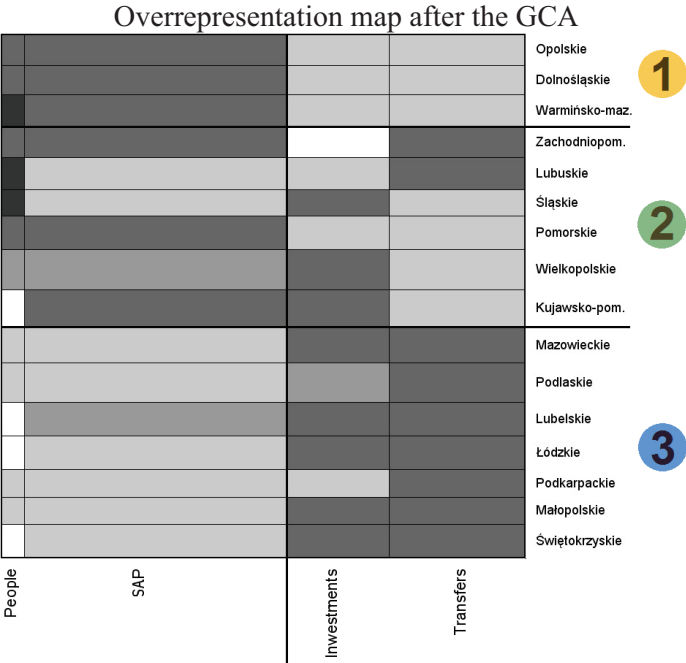 Overrepresentation map after the GCA
Opolskie
Dolnośląskie
Warmińsko-maz.
1
Zachodniopom.
Lubuskie
Śląskie
Pomorskie
Wielkopolskie
Kujawsko-pom.
2
Mazowieckie
Podlaskie
Lubelskie
Łódzkie
Podkarpackie
Małopolskie
Świętokrzyskie
3
People
SAP
Inwestments
Transfers